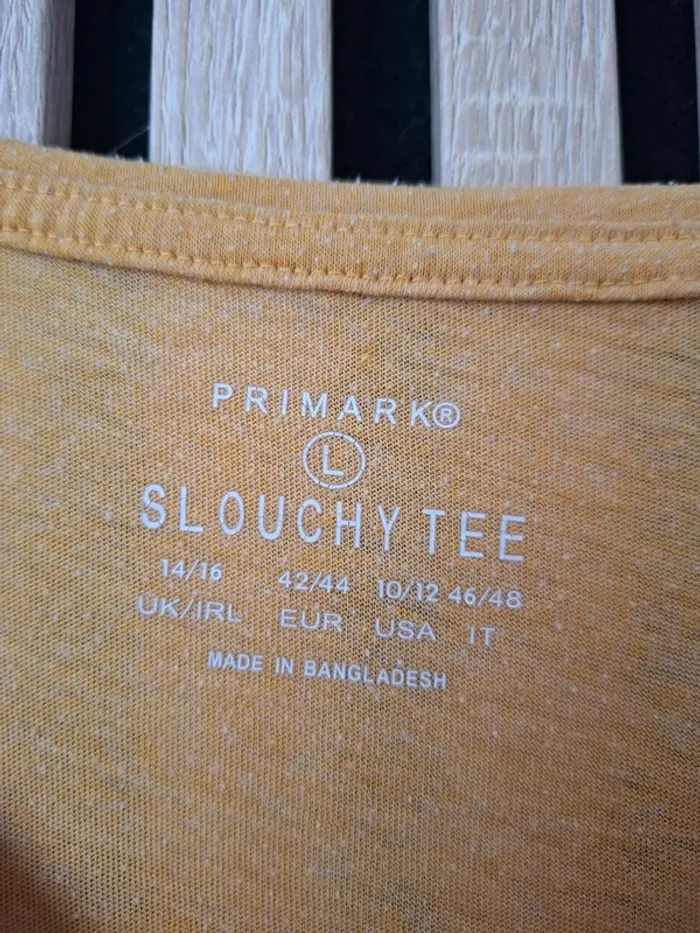 PRIMARK®
L
SLOUCHY TEE
14/16 42/44 10/12 46/48
UK/IRL EUR USA IT
MADE IN BANGLADESH